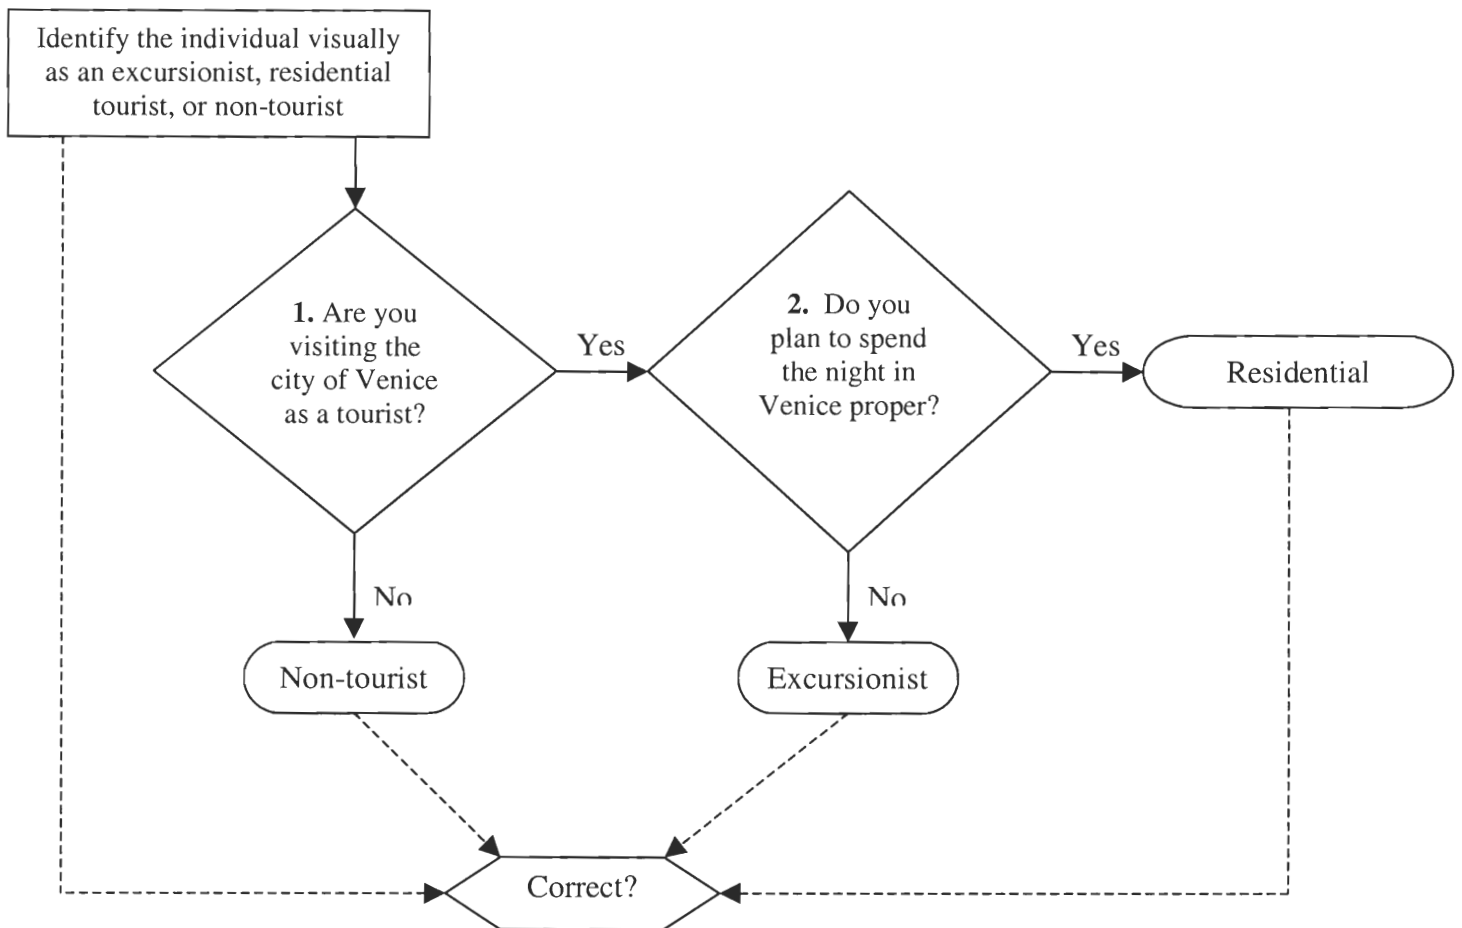 Identify the individual visually
as an excursionist, residential
tourist, or non-tourist
1. Are you
visiting the
city of Venice
as a tourist?
Yes
2. Do you
plan to spend
the night in
Venice proper?
Yes
Residential
No
No
Non-tourist
Excursionist
Correct?